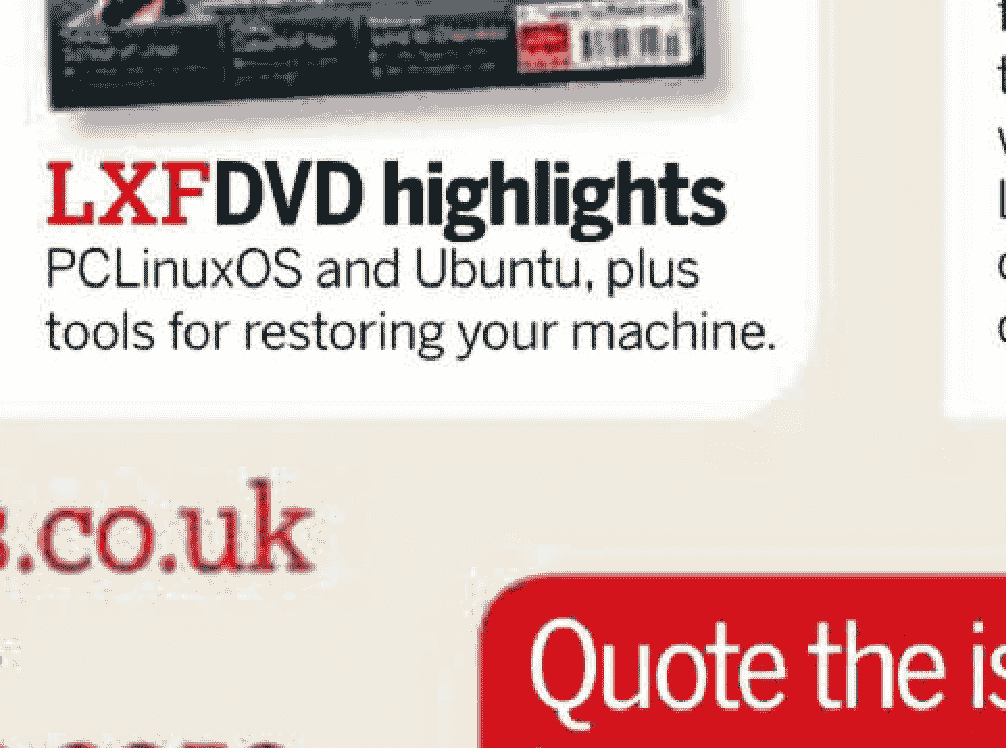 LXFDVD highlights
PCLinuxOS and Ubuntu, plus
tools for restoring your machine.
s.co.uk
Quote the is